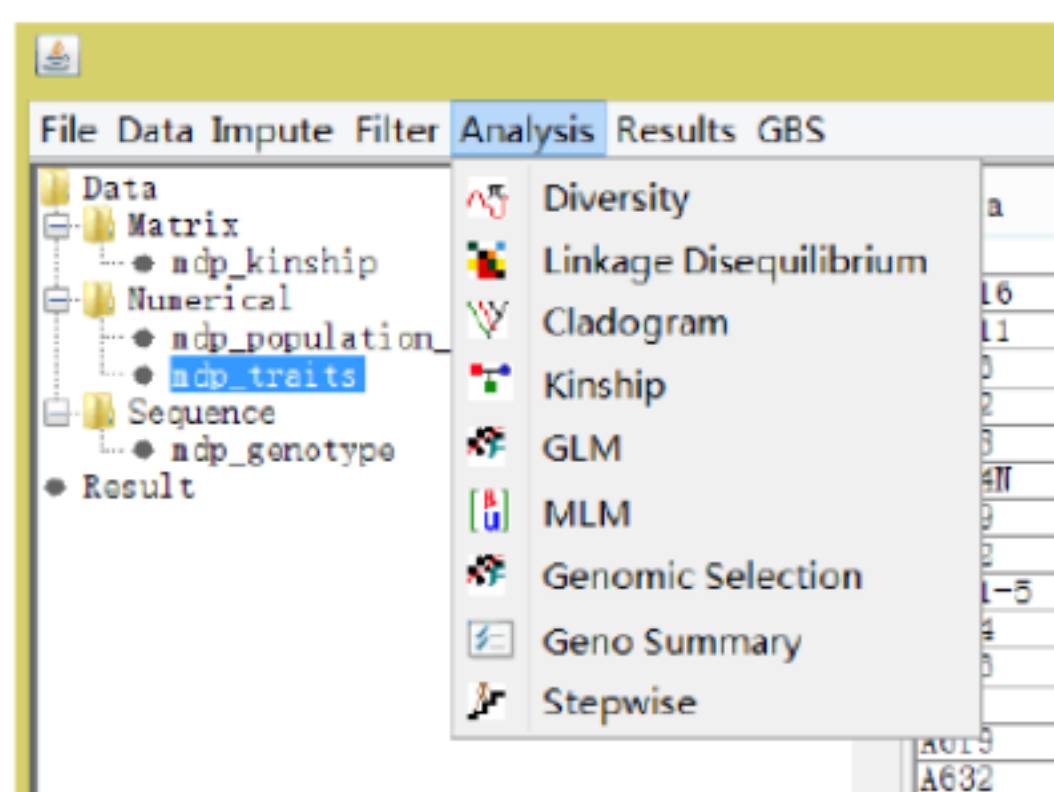 File Data Impute Filter Analysis Results GBS
Data
Matrix
mdp_kinship
Numerical
mdp_population_
mdp_traits
Sequence
mdp_genotype
Result
Diversity
Linkage Disequilibrium
Cladogram
Kinship
GLM
MLM
Genomic Selection
Geno Summary
Stepwise
a
16
11
4N
1-5
A619
A632